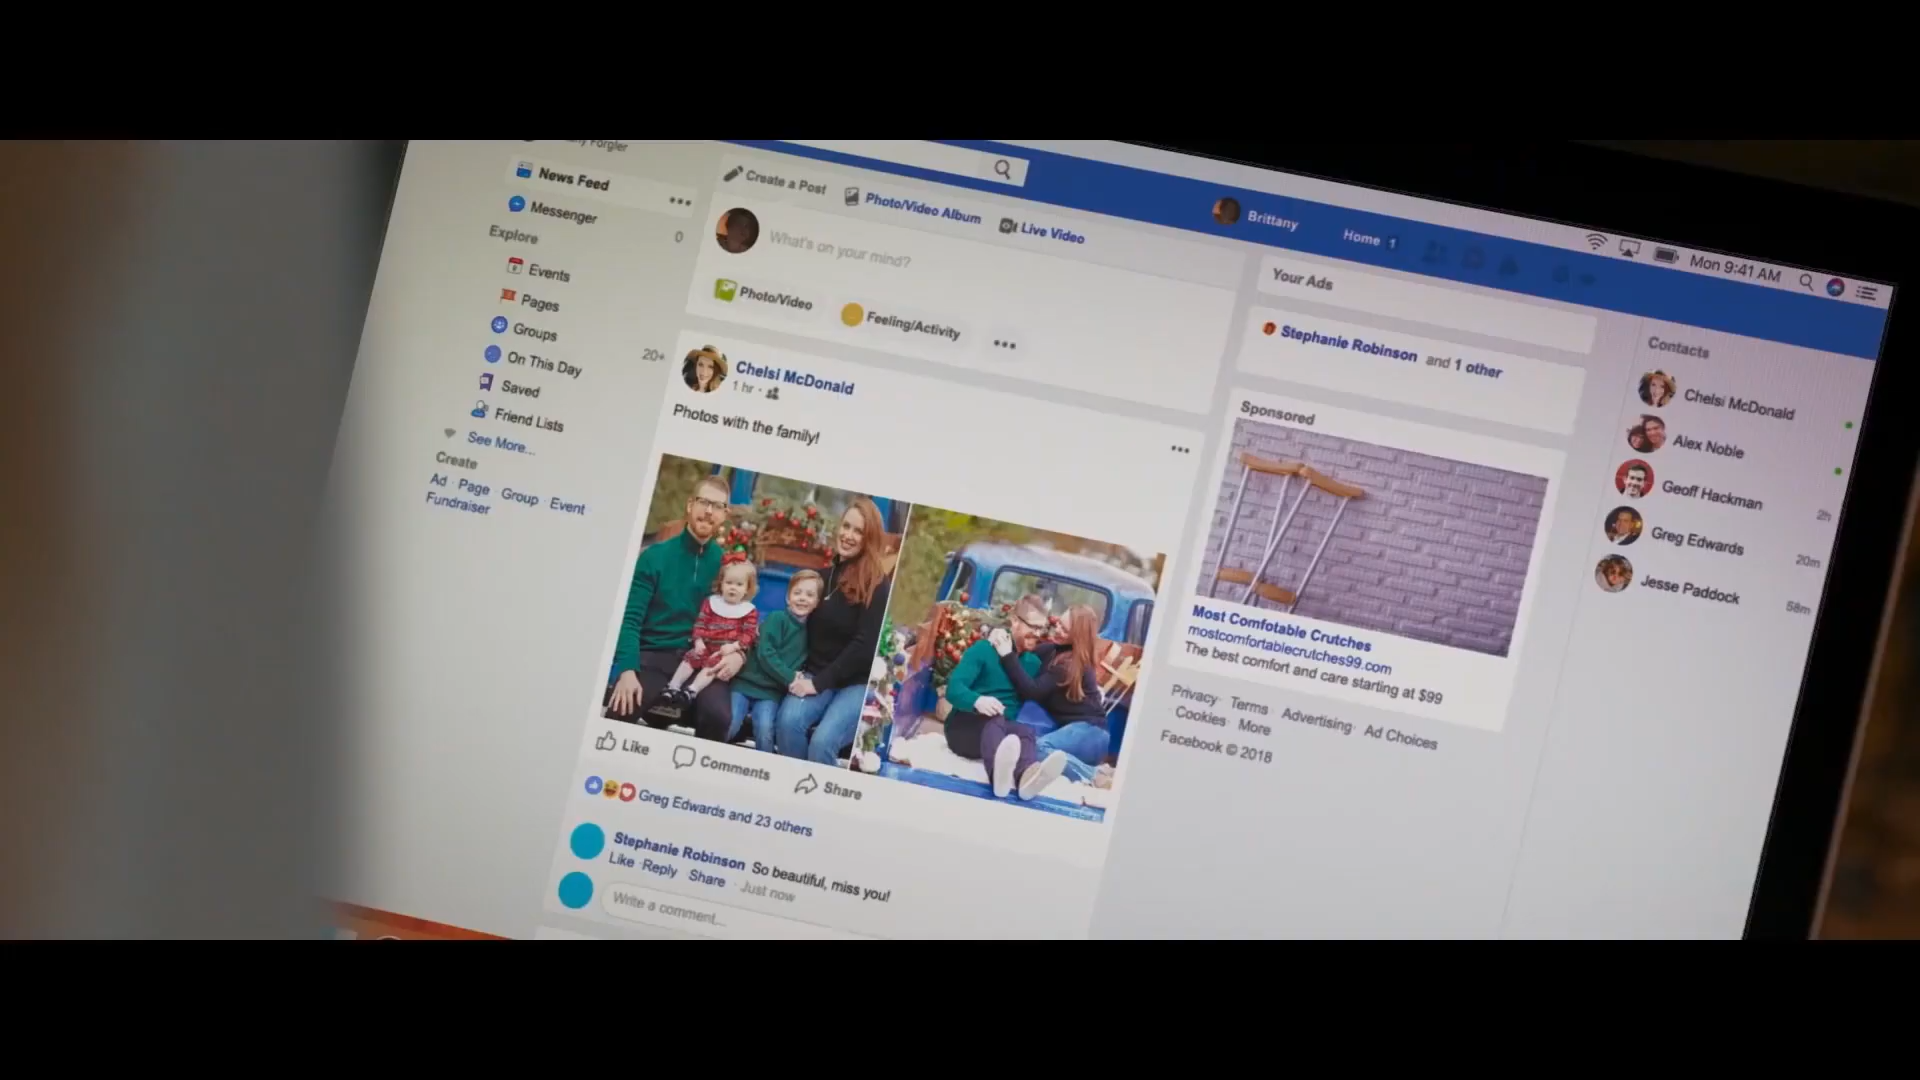 Forgler
News Feed
Messenger
0
Explore
Events
Pages
Groups
On This Day
20+
Saved
Friend Lists
See More...
Create
Ad · Page · Group · Event
Fundraiser
Create a Post
Photo/Video Album
Live Video
What's on your mind?
Photo/Video
Feeling/Activity
Chelsi McDonald
1 hr ·
Photos with the family!
Like
Comments
Share
Greg Edwards and 23 others
Stephanie Robinson So beautiful, miss you!
Like · Reply Share · Just now
Write a comment...
Brittany
Home 1
Mon 9:41 AM
Your Ads
Stephanie Robinson and 1 other
Sponsored
Most Comfotable Crutches
mostcomfortablecrutches99.com
The best comfort and care starting at $99
Privacy · Terms · Advertising · Ad Choices
· Cookies · More
Facebook © 2018
Contacts
Chelsi McDonald
Alex Noble
Geoff Hackman
2h
Greg Edwards
20m
Jesse Paddock
58m